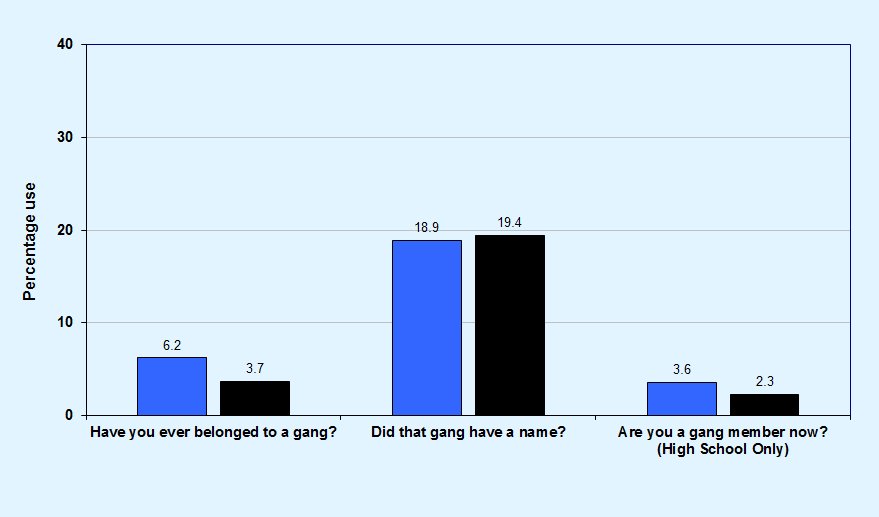 40
30
20
10
0
Percentage use
6.2
3.7
18.9
19.4
3.6
2.3
Have you ever belonged to a gang?
Did that gang have a name?
Are you a gang member now?
(High School Only)